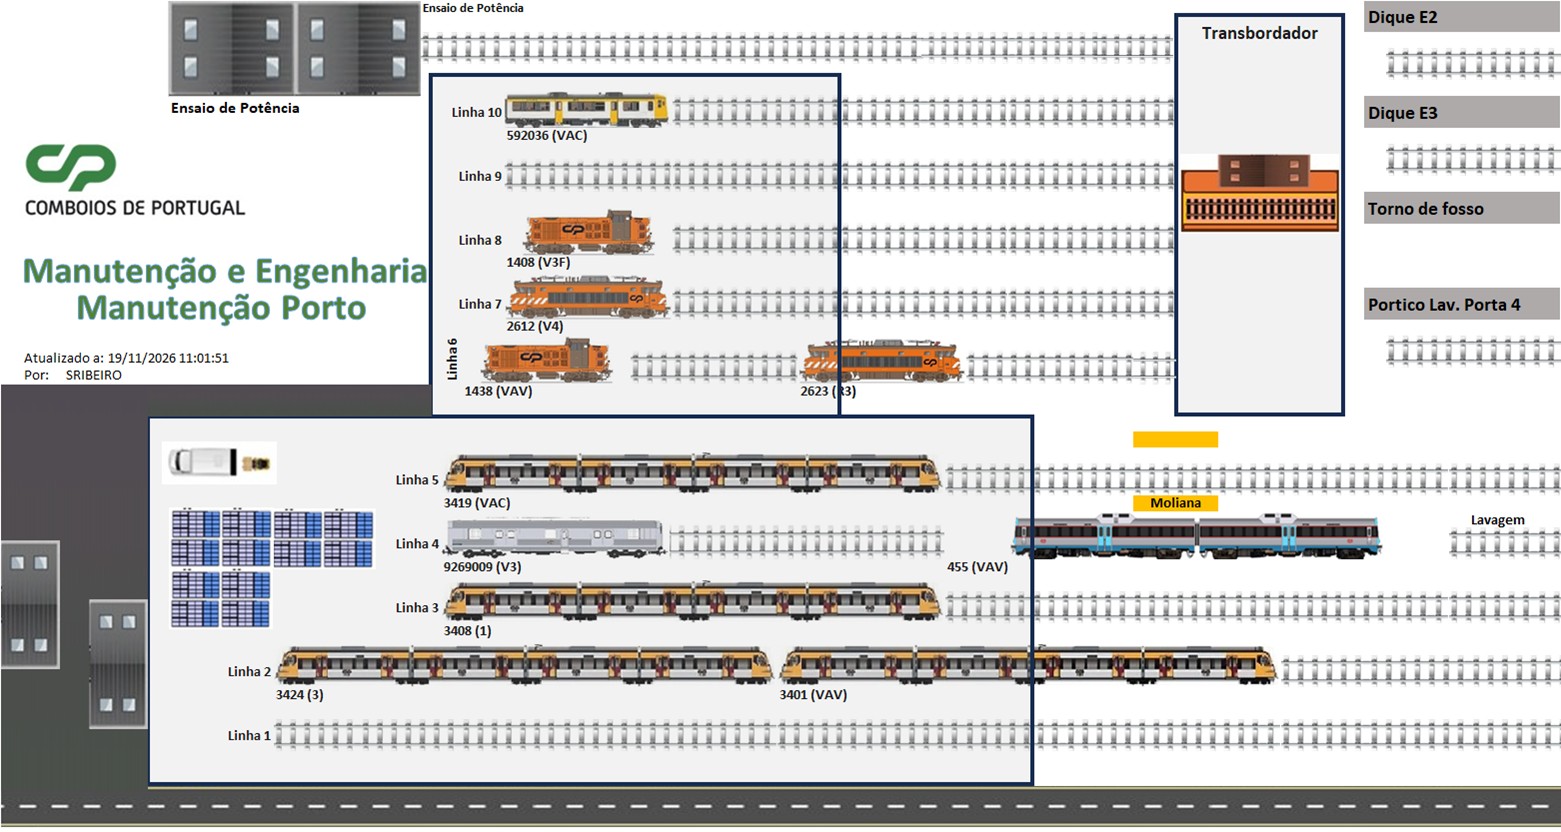 Ensaio de Potência
Ensaio de Potência
Transbordador
Dique E2
Dique E3
Torno de fosso
Portico Lav. Porta 4
CP
COMBOIOS DE PORTUGAL
Manutenção e Engenharia
Manutenção Porto
Atualizado a: 19/11/2026 11:01:51
Por: SRIBEIRO
Linha 10
592036 (VAC)
Linha 9
Linha 8
1408 (V3F)
Linha 7
2612 (V4)
Linha 6
1438 (VAV)
2623 (R3)
Linha 5
3419 (VAC)
Moliana
Lavagem
Linha 4
9269009 (V3)
455 (VAV)
Linha 3
3408 (1)
Linha 2
3424 (3)
3401 (VAV)
Linha 1